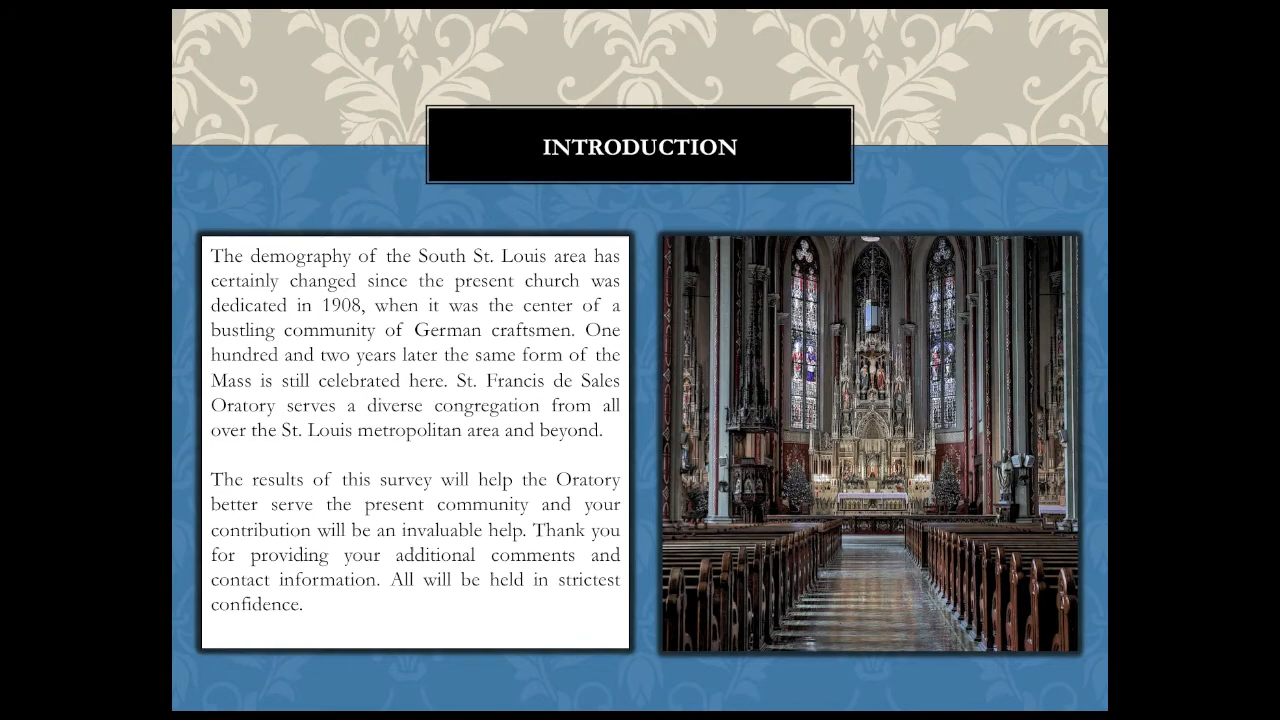 INTRODUCTION
The demography of the South St. Louis area has
certainly changed since the present church was
dedicated in 1908, when it was the center of a
bustling community of German craftsmen. One
hundred and two years later the same form of the
Mass is still celebrated here. St. Francis de Sales
Oratory serves a diverse congregation from all
over the St. Louis metropolitan area and beyond.
The results of this survey will help the Oratory
better serve the present community and your
contribution will be an invaluable help. Thank you
for providing your additional comments and
contact information. All will be held in strictest
confidence.